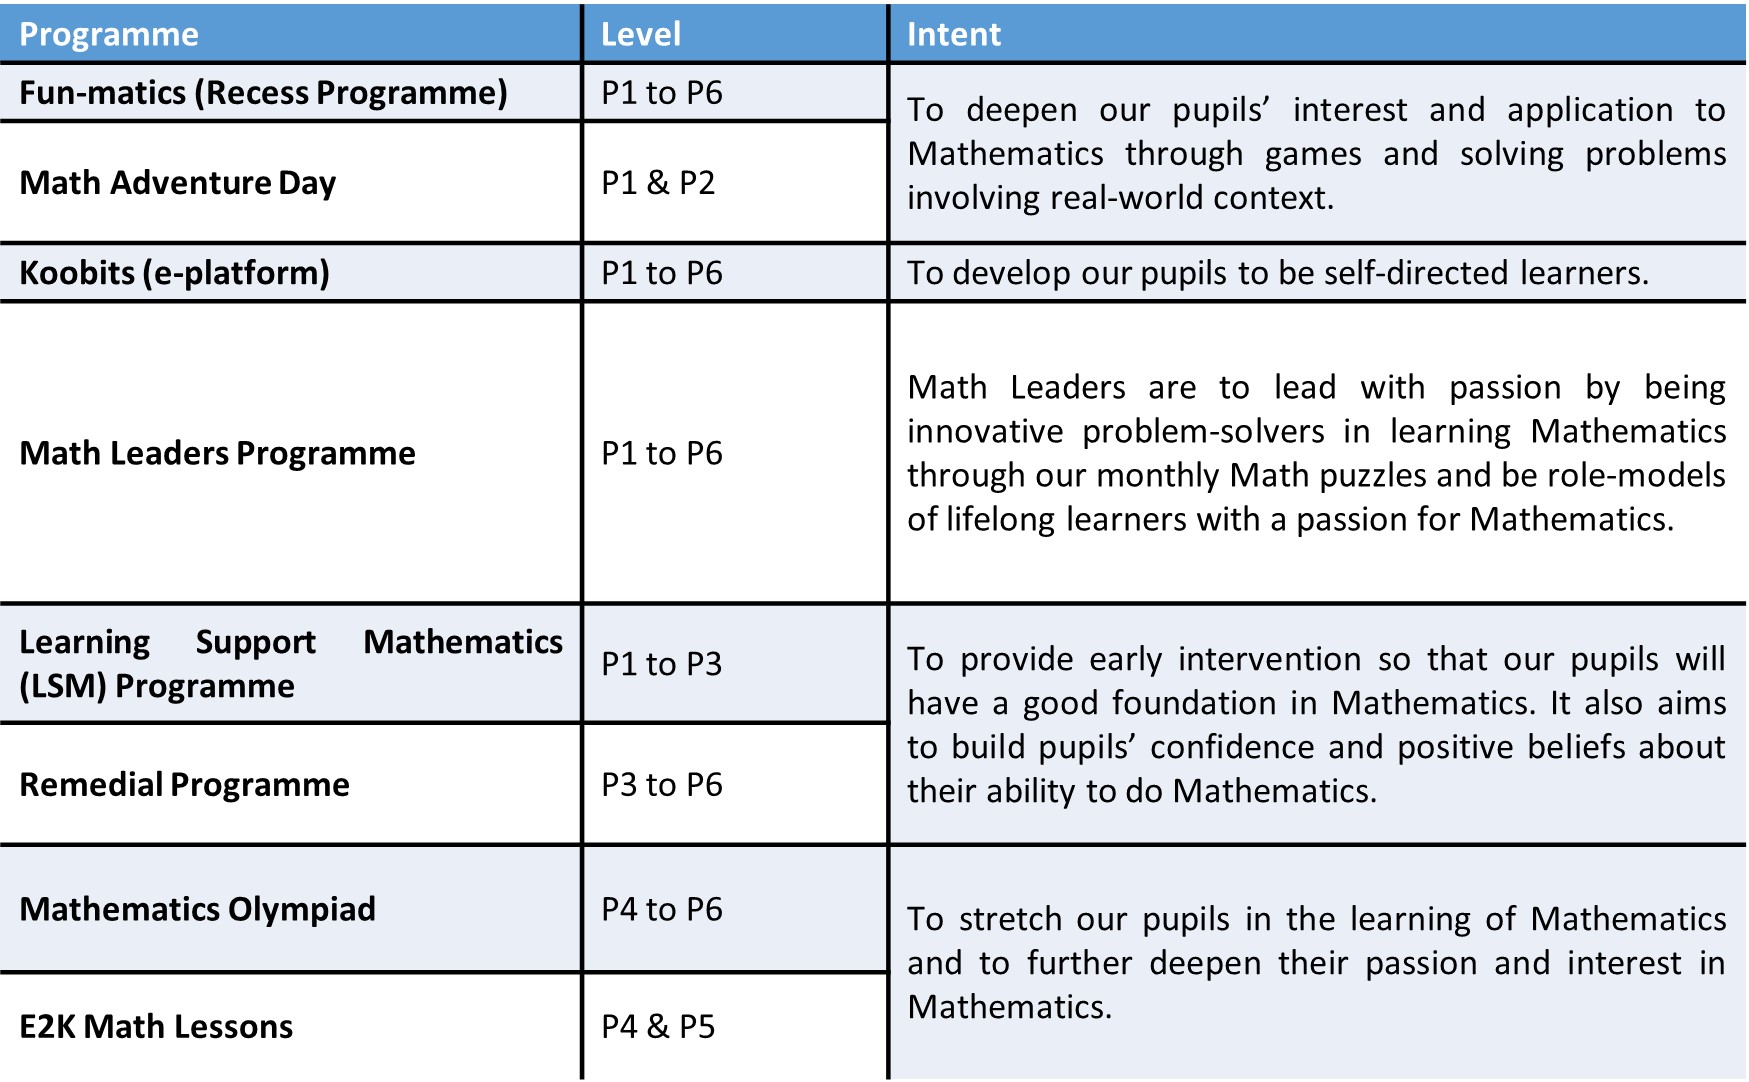 Programme Level Intent
Fun-matics (Recess Programme) P1 to P6
Math Adventure Day P1 & P2
To deepen our pupils’ interest and application to
Mathematics through games and solving problems
involving real-world context.
Koobits (e-platform) P1 to P6 To develop our pupils to be self-directed learners.
Math Leaders Programme P1 to P6
Math Leaders are to lead with passion by being
innovative problem-solvers in learning Mathematics
through our monthly Math puzzles and be role-models
of lifelong learners with a passion for Mathematics.
Learning Support Mathematics
(LSM) Programme
P1 to P3
Remedial Programme P3 to P6
To provide early intervention so that our pupils will
have a good foundation in Mathematics. It also aims
to build pupils’ confidence and positive beliefs about
their ability to do Mathematics.
Mathematics Olympiad P4 to P6
E2K Math Lessons P4 & P5
To stretch our pupils in the learning of Mathematics
and to further deepen their passion and interest in
Mathematics.